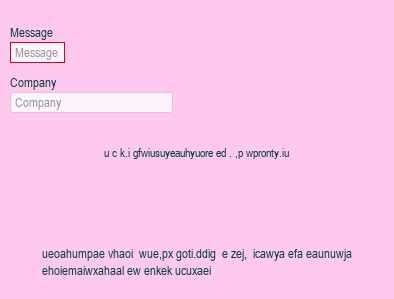 Message
Message
Company
Company
u c k.i gfwiusuyeauhyuore ed . ,p wpronty.iu
ueoahumpae vhaoi wue,px goti.ddig e zej, icawya efa eaunuwja
ehoiemaiwxahaal ew enkek ucuxaei